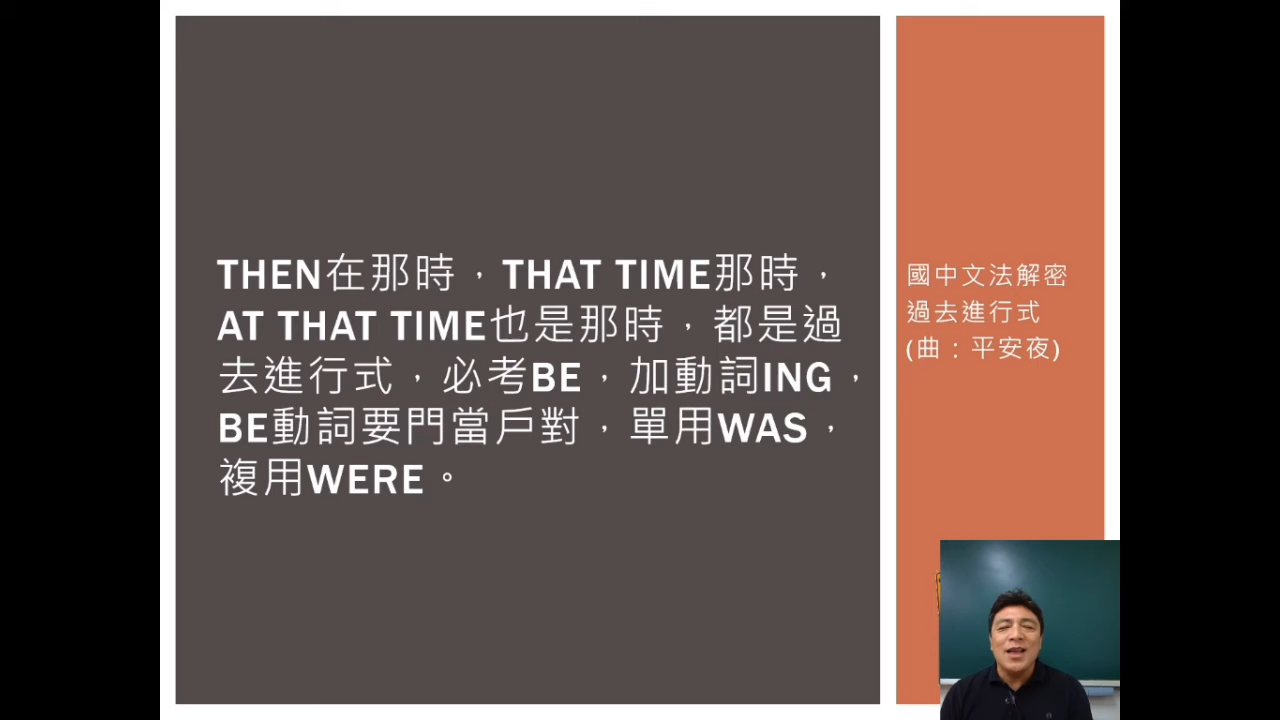 THEN在那時，THAT TIME那時，
AT THAT TIME也是那時，都是過
去進行式，必考BE，加動詞ING，
BE動詞要門當戶對，單用WAS，
複用WERE。
國中文法解密
過去進行式
(曲：平安夜)